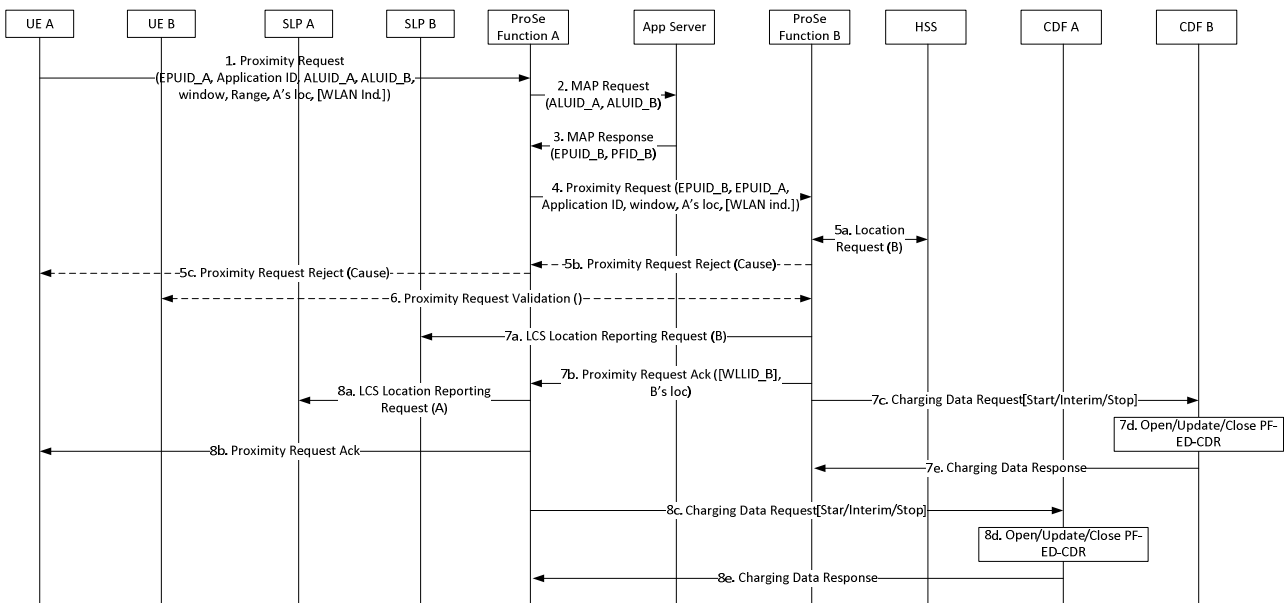 UE A
UE B
SLP A
SLP B
ProSe
Function A
App Server
ProSe
Function B
HSS
CDF A
CDF B
1. Proximity Request
(EPUID_A, Application ID, ALUID_A, ALUID_B,
window, Range, A's loc, [WLAN Ind.])
2. MAP Request
(ALUID_A, ALUID_B)
3. MAP Response
(EPUID_B, PFID_B)
4. Proximity Request (EPUID_B, EPUID_A,
Application ID, window, A's loc, [WLAN ind.])
5a. Location
Request (B)
5b. Proximity Request Reject (Cause)
5c. Proximity Request Reject (Cause)
6. Proximity Request Validation ()
7a. LCS Location Reporting Request (B)
7b. Proximity Request Ack ([WLLID_B],
B's loc)
8a. LCS Location Reporting
Request (A)
7c. Charging Data Request[Start/Interim/Stop]
7d. Open/Update/Close PF-
ED-CDR
8b. Proximity Request Ack
7e. Charging Data Response
8c. Charging Data Request[Star/Interim/Stop]
8d. Open/Update/Close PF-
ED-CDR
8e. Charging Data Response